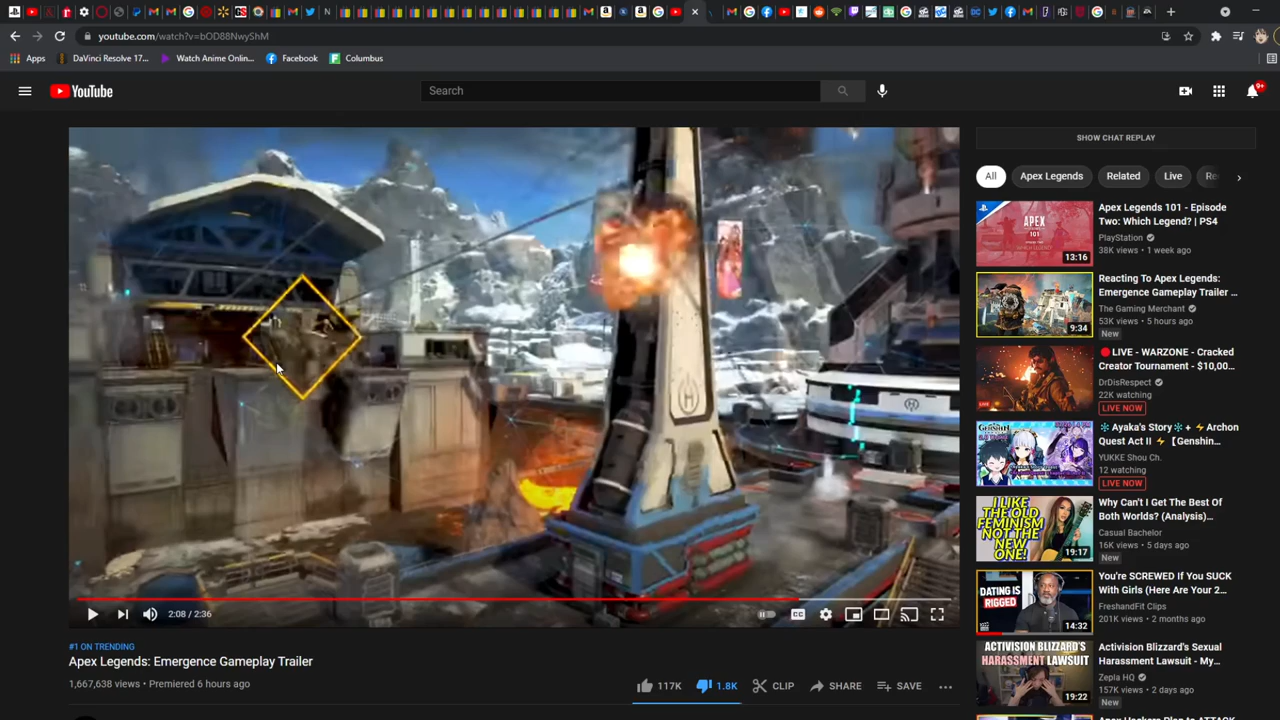 youtube.com/watch?v=bOD88NwyShM
Apps
DaVinci Resolve 17...
Watch Anime Onlin...
Facebook
Columbus
YouTube
Search
9+
SHOW CHAT REPLAY
All
Apex Legends
Related
Live
Re
APEX
LEGENDS
101
13:16
Apex Legends 101 - Episode
Two: Which Legend? | PS4
PlayStation
38K views • 1 week ago
9:34
Reacting To Apex Legends:
Emergence Gameplay Trailer ...
The Gaming Merchant
53K views • 5 hours ago
New
LIVE
LIVE - WARZONE - Cracked
Creator Tournament - $10,00...
DrDisRespect
22K watching
LIVE NOW
Ayaka's Story + Archon
Quest Act II 【Genshin...
YUKKE Shou Ch.
12 watching
LIVE NOW
I LIKE
THE OLD
FEMINISM
NOT THE
NEW
ONE!
19:17
Why Can't I Get The Best Of
Both Worlds? (Analysis)...
Casual Bachelor
16K views • 5 days ago
New
DATING IS
RIGGED
14:32
You're SCREWED If You SUCK
With Girls (Here Are Your 2...
FreshandFit Clips
201K views • 2 months ago
ACTIVISION BLIZZARD'S
HARASSMENT LAWSUIT
19:22
Activision Blizzard's Sexual
Harassment Lawsuit - My...
Zepla HQ
157K views • 2 days ago
New
2:08 / 2:36
CC
#1 ON TRENDING
Apex Legends: Emergence Gameplay Trailer
1,667,638 views • Premiered 6 hours ago
117K
1.8K
CLIP
SHARE
SAVE